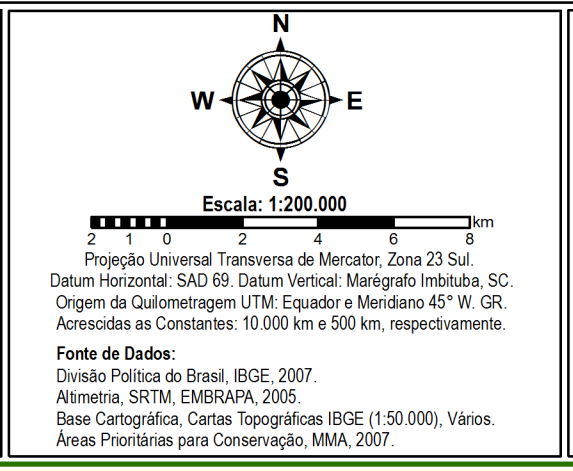 N
W E
S
Escala: 1:200.000
km
2 1 0 2 4 6 8
Projeção Universal Transversa de Mercator, Zona 23 Sul.
Datum Horizontal: SAD 69. Datum Vertical: Marégrafo Imbituba, SC.
Origem da Quilometragem UTM: Equador e Meridiano 45° W. GR.
Acrescidas as Constantes: 10.000 km e 500 km, respectivamente.
Fonte de Dados:
Divisão Política do Brasil, IBGE, 2007.
Altimetria, SRTM, EMBRAPA, 2005.
Base Cartográfica, Cartas Topográficas IBGE (1:50.000), Vários.
Áreas Prioritárias para Conservação, MMA, 2007.